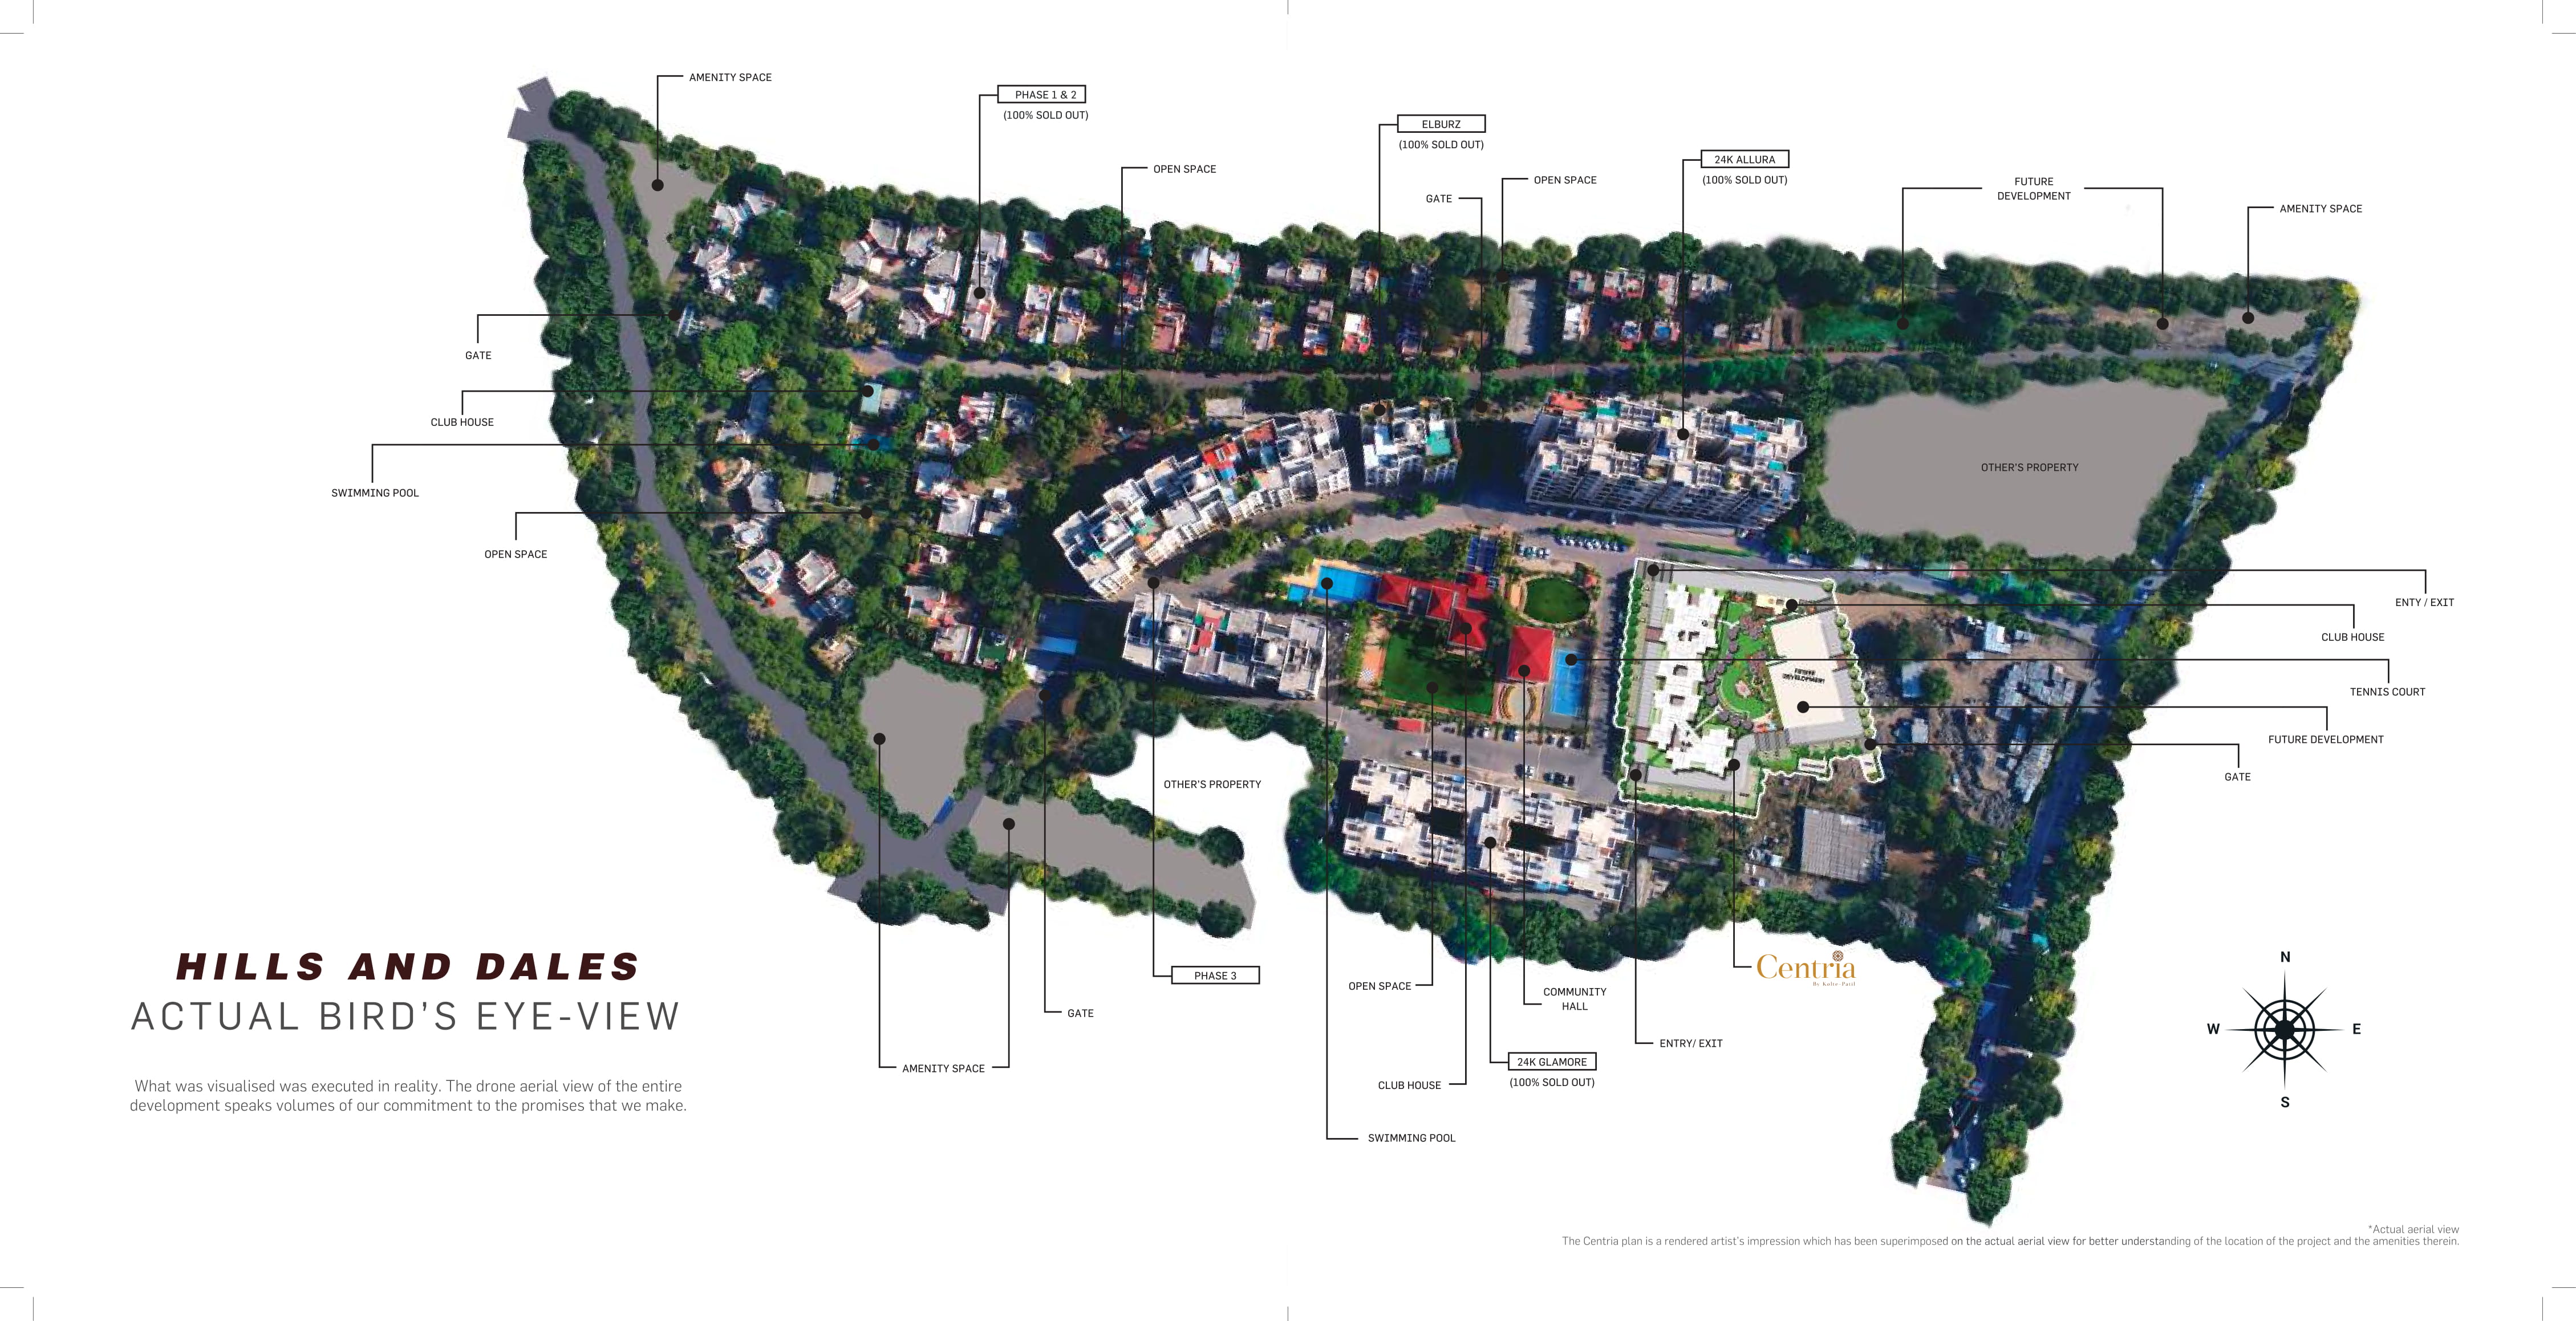 AMENITY SPACE
PHASE 1 & 2
(100% SOLD OUT)
ELBURZ
(100% SOLD OUT)
OPEN SPACE
GATE
OPEN SPACE
24K ALLURA
(100% SOLD OUT)
FUTURE
DEVELOPMENT
AMENITY SPACE
GATE
CLUB HOUSE
SWIMMING POOL
OPEN SPACE
OTHER'S PROPERTY
ENTY / EXIT
CLUB HOUSE
TENNIS COURT
FUTURE
DEVELOPMENT
FUTURE DEVELOPMENT
GATE
OTHER'S PROPERTY
PHASE 3
GATE
AMENITY SPACE
OPEN SPACE
COMMUNITY
HALL
Centria
By Kolte-Patil
ENTRY/ EXIT
24K GLAMORE
(100% SOLD OUT)
CLUB HOUSE
SWIMMING POOL
HILLS AND DALES
ACTUAL BIRD'S EYE-VIEW
What was visualised was executed in reality. The drone aerial view of the entire
development speaks volumes of our commitment to the promises that we make.
N
W
E
S
*Actual aerial view
The Centria plan is a rendered artist's impression which has been superimposed on the actual aerial view for better understanding of the location of the project and the amenities therein.